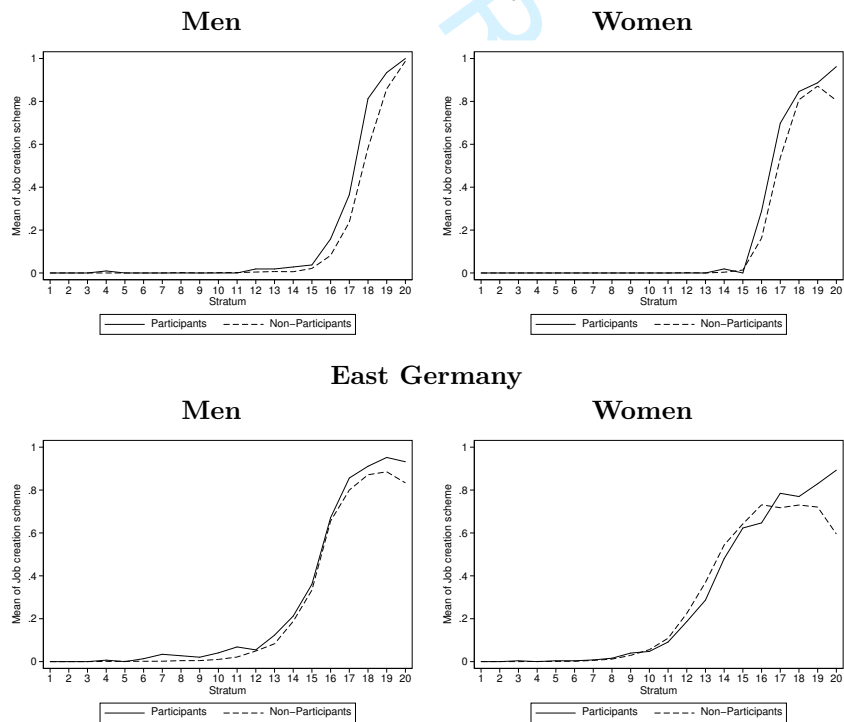 Men Women
1
.8
.6
.4
.2
0
Mean of Job creation scheme
1 2 3 4 5 6 7 8 9 10 11 12 13 14 15 16 17 18 19 20
Stratum
Participants Non−Participants
1
.8
.6
.4
.2
0
Mean of Job creation scheme
1 2 3 4 5 6 7 8 9 10 11 12 13 14 15 16 17 18 19 20
Stratum
Participants Non−Participants
East Germany
Men Women
1
.8
.6
.4
.2
0
Mean of Job creation scheme
1 2 3 4 5 6 7 8 9 10 11 12 13 14 15 16 17 18 19 20
Stratum
Participants Non−Participants
1
.8
.6
.4
.2
0
Mean of Job creation scheme
1 2 3 4 5 6 7 8 9 10 11 12 13 14 15 16 17 18 19 20
Stratum
Participants Non−Participants